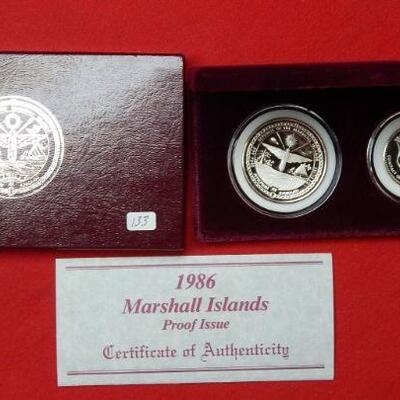 133
1986
Marshall Islands
Proof Issue
Certificate of Authenticity